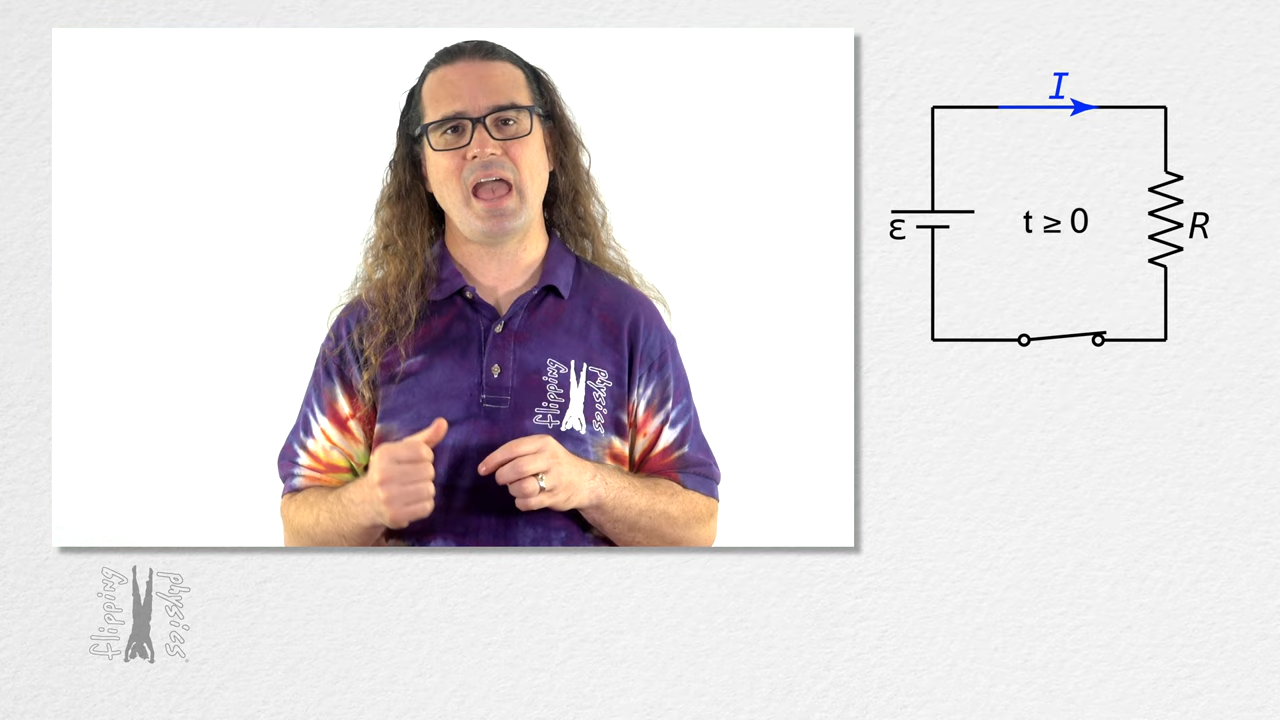 flipping
physics
I
ε
t ≥ 0
R
flipping
physics